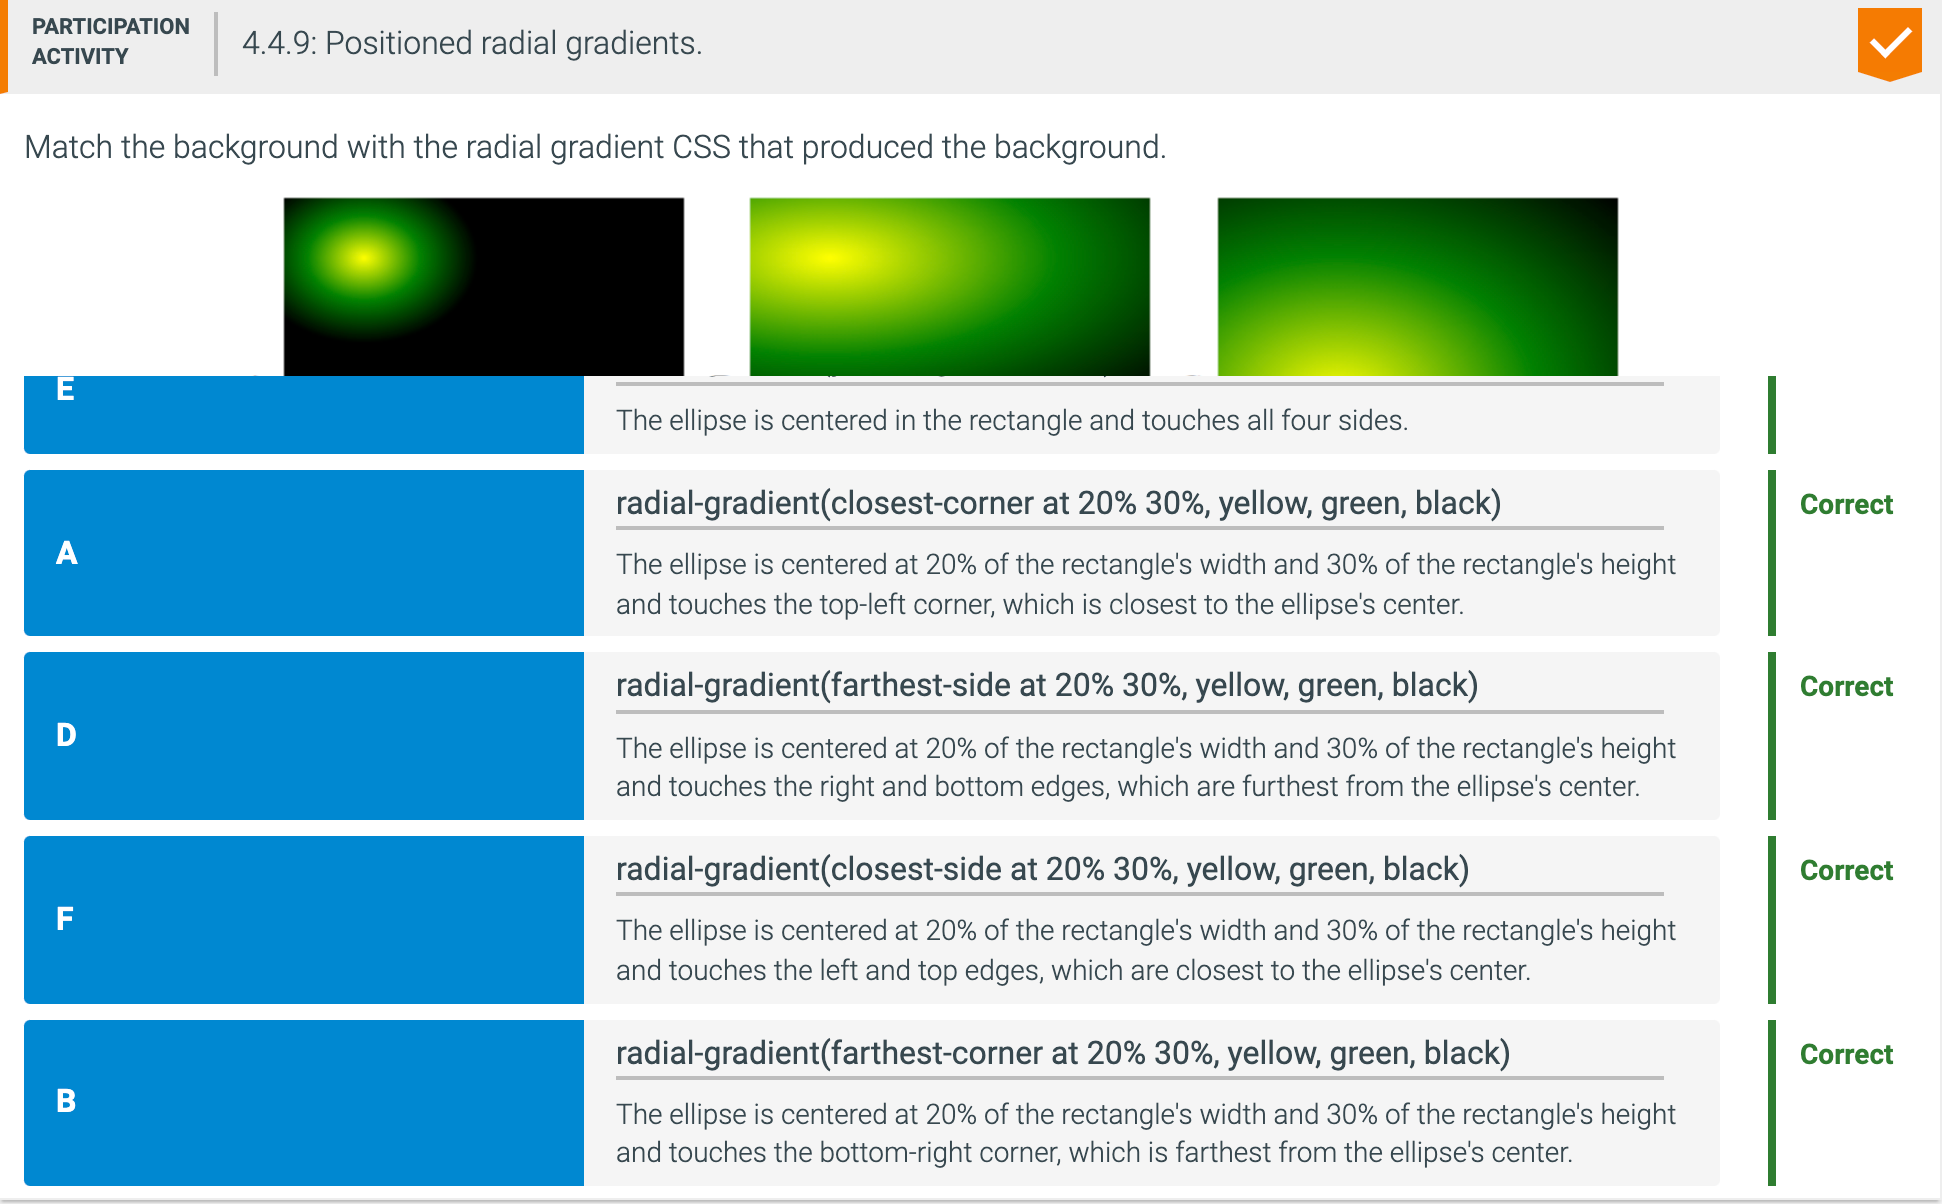 PARTICIPATION
ACTIVITY
4.4.9: Positioned radial gradients.
Match the background with the radial gradient CSS that produced the background.
E
The ellipse is centered in the rectangle and touches all four sides.
A
radial-gradient(closest-corner at 20% 30%, yellow, green, black)
Correct
The ellipse is centered at 20% of the rectangle's width and 30% of the rectangle's height
and touches the top-left corner, which is closest to the ellipse's center.
D
radial-gradient(farthest-side at 20% 30%, yellow, green, black)
Correct
The ellipse is centered at 20% of the rectangle's width and 30% of the rectangle's height
and touches the right and bottom edges, which are furthest from the ellipse's center.
F
radial-gradient(closest-side at 20% 30%, yellow, green, black)
Correct
The ellipse is centered at 20% of the rectangle's width and 30% of the rectangle's height
and touches the left and top edges, which are closest to the ellipse's center.
B
radial-gradient(farthest-corner at 20% 30%, yellow, green, black)
Correct
The ellipse is centered at 20% of the rectangle's width and 30% of the rectangle's height
and touches the bottom-right corner, which is farthest from the ellipse's center.